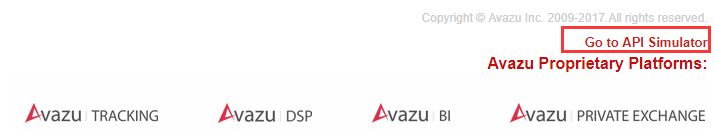 Copyright © Avazu Inc. 2009-2017.All rights reserved.
Go to API Simulator
Avazu Proprietary Platforms:
Avazu | TRACKING Avazu | DSP Avazu | BI Avazu | PRIVATE EXCHANGE